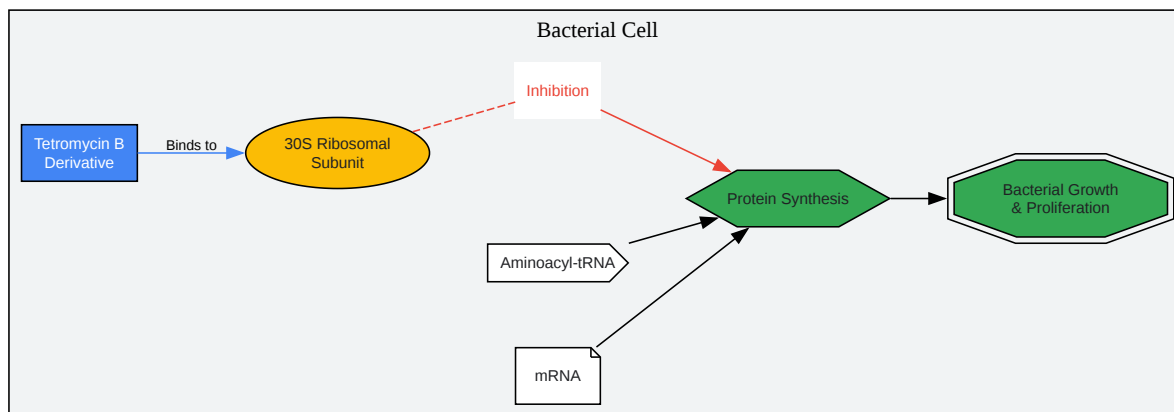 Bacterial Cell
Inhibition
Tetromycin B
Derivative
Binds to
30S Ribosomal
Subunit
Protein Synthesis
Bacterial Growth
& Proliferation
Aminoacyl-tRNA
mRNA